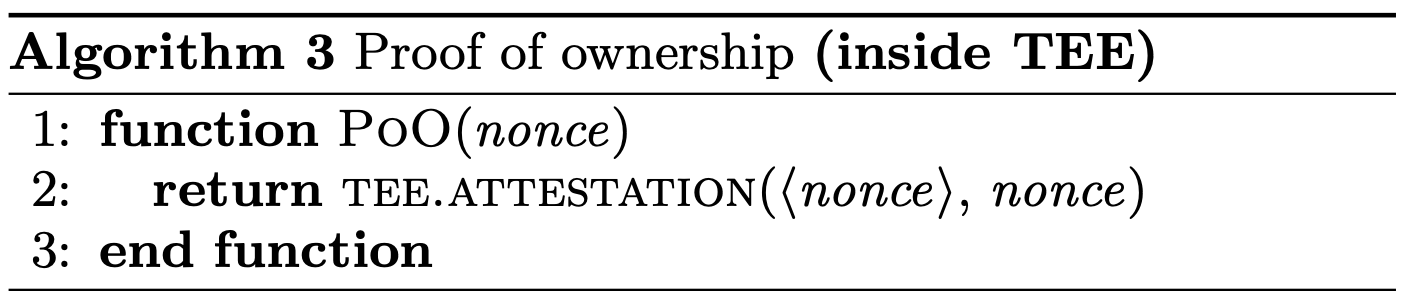 Algorithm 3 Proof of ownership (inside TEE)
1: function PoO(nonce)
2: return TEE.ATTESTATION(⟨nonce⟩, nonce)
3: end function